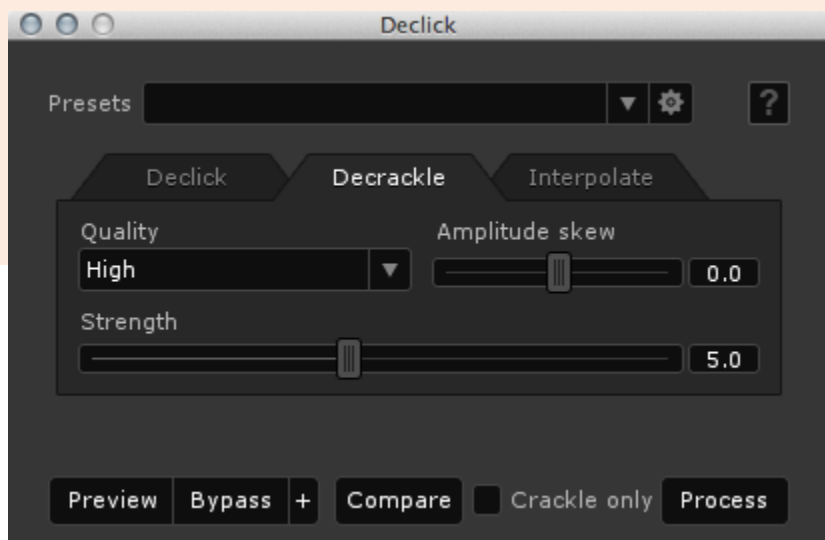 Declick
Presets
?
Declick Decrackle Interpolate
Quality Amplitude skew
High 0.0
Strength
5.0
Preview Bypass + Compare Crackle only Process